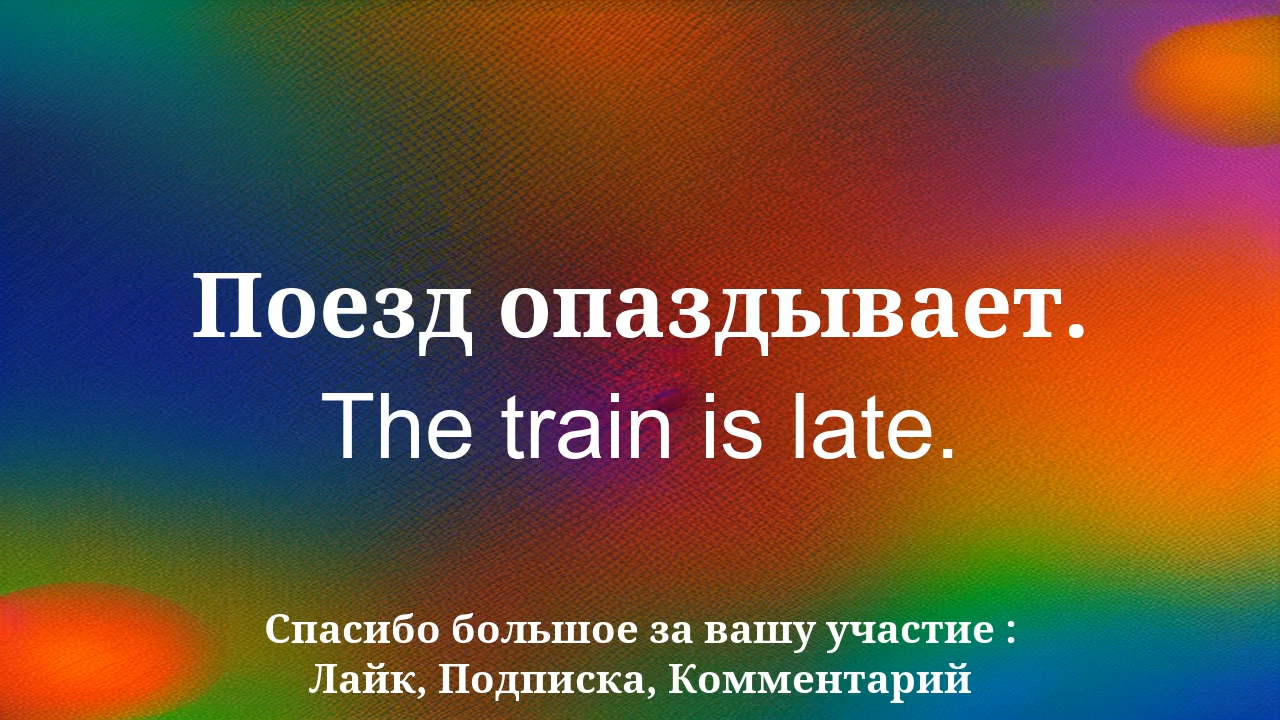 Поезд опаздывает.
The train is late.
Спасибо большое за вашу участие :
Лайк, Подписка, Комментарий